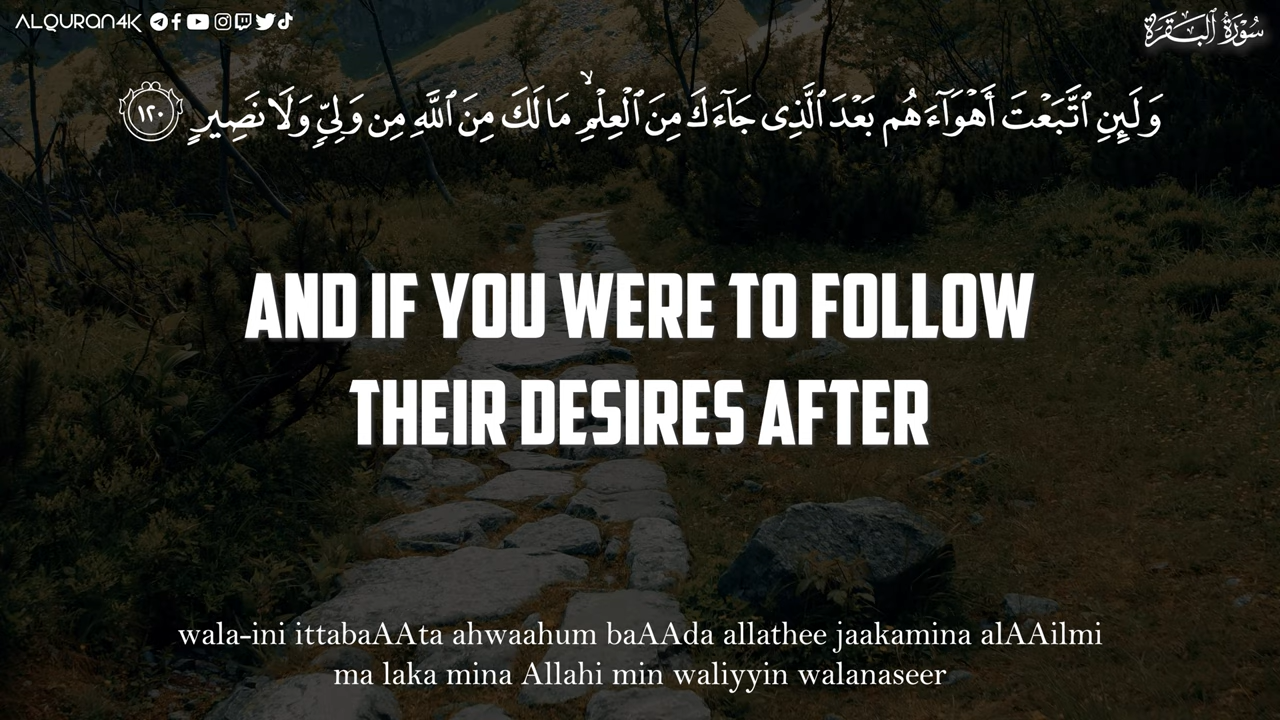 ALQURAN4K
سُورَةُ ٱلْبَقَرَةِ
وَلَئِنِ ٱتَّبَعْتَ أَهْوَآءَهُم بَعْدَ ٱلَّذِى جَآءَكَ مِنَ ٱلْعِلْمِ ۙ مَا لَكَ مِنَ ٱللَّهِ مِن وَلِىٍّ وَلَا نَصِيرٍ ١٢٠
AND IF YOU WERE TO FOLLOW
THEIR DESIRES AFTER
wala-ini ittabaAAta ahwaahum baAAda allathee jaakamina alAAilmi
ma laka mina Allahi min waliyyin walanaseer